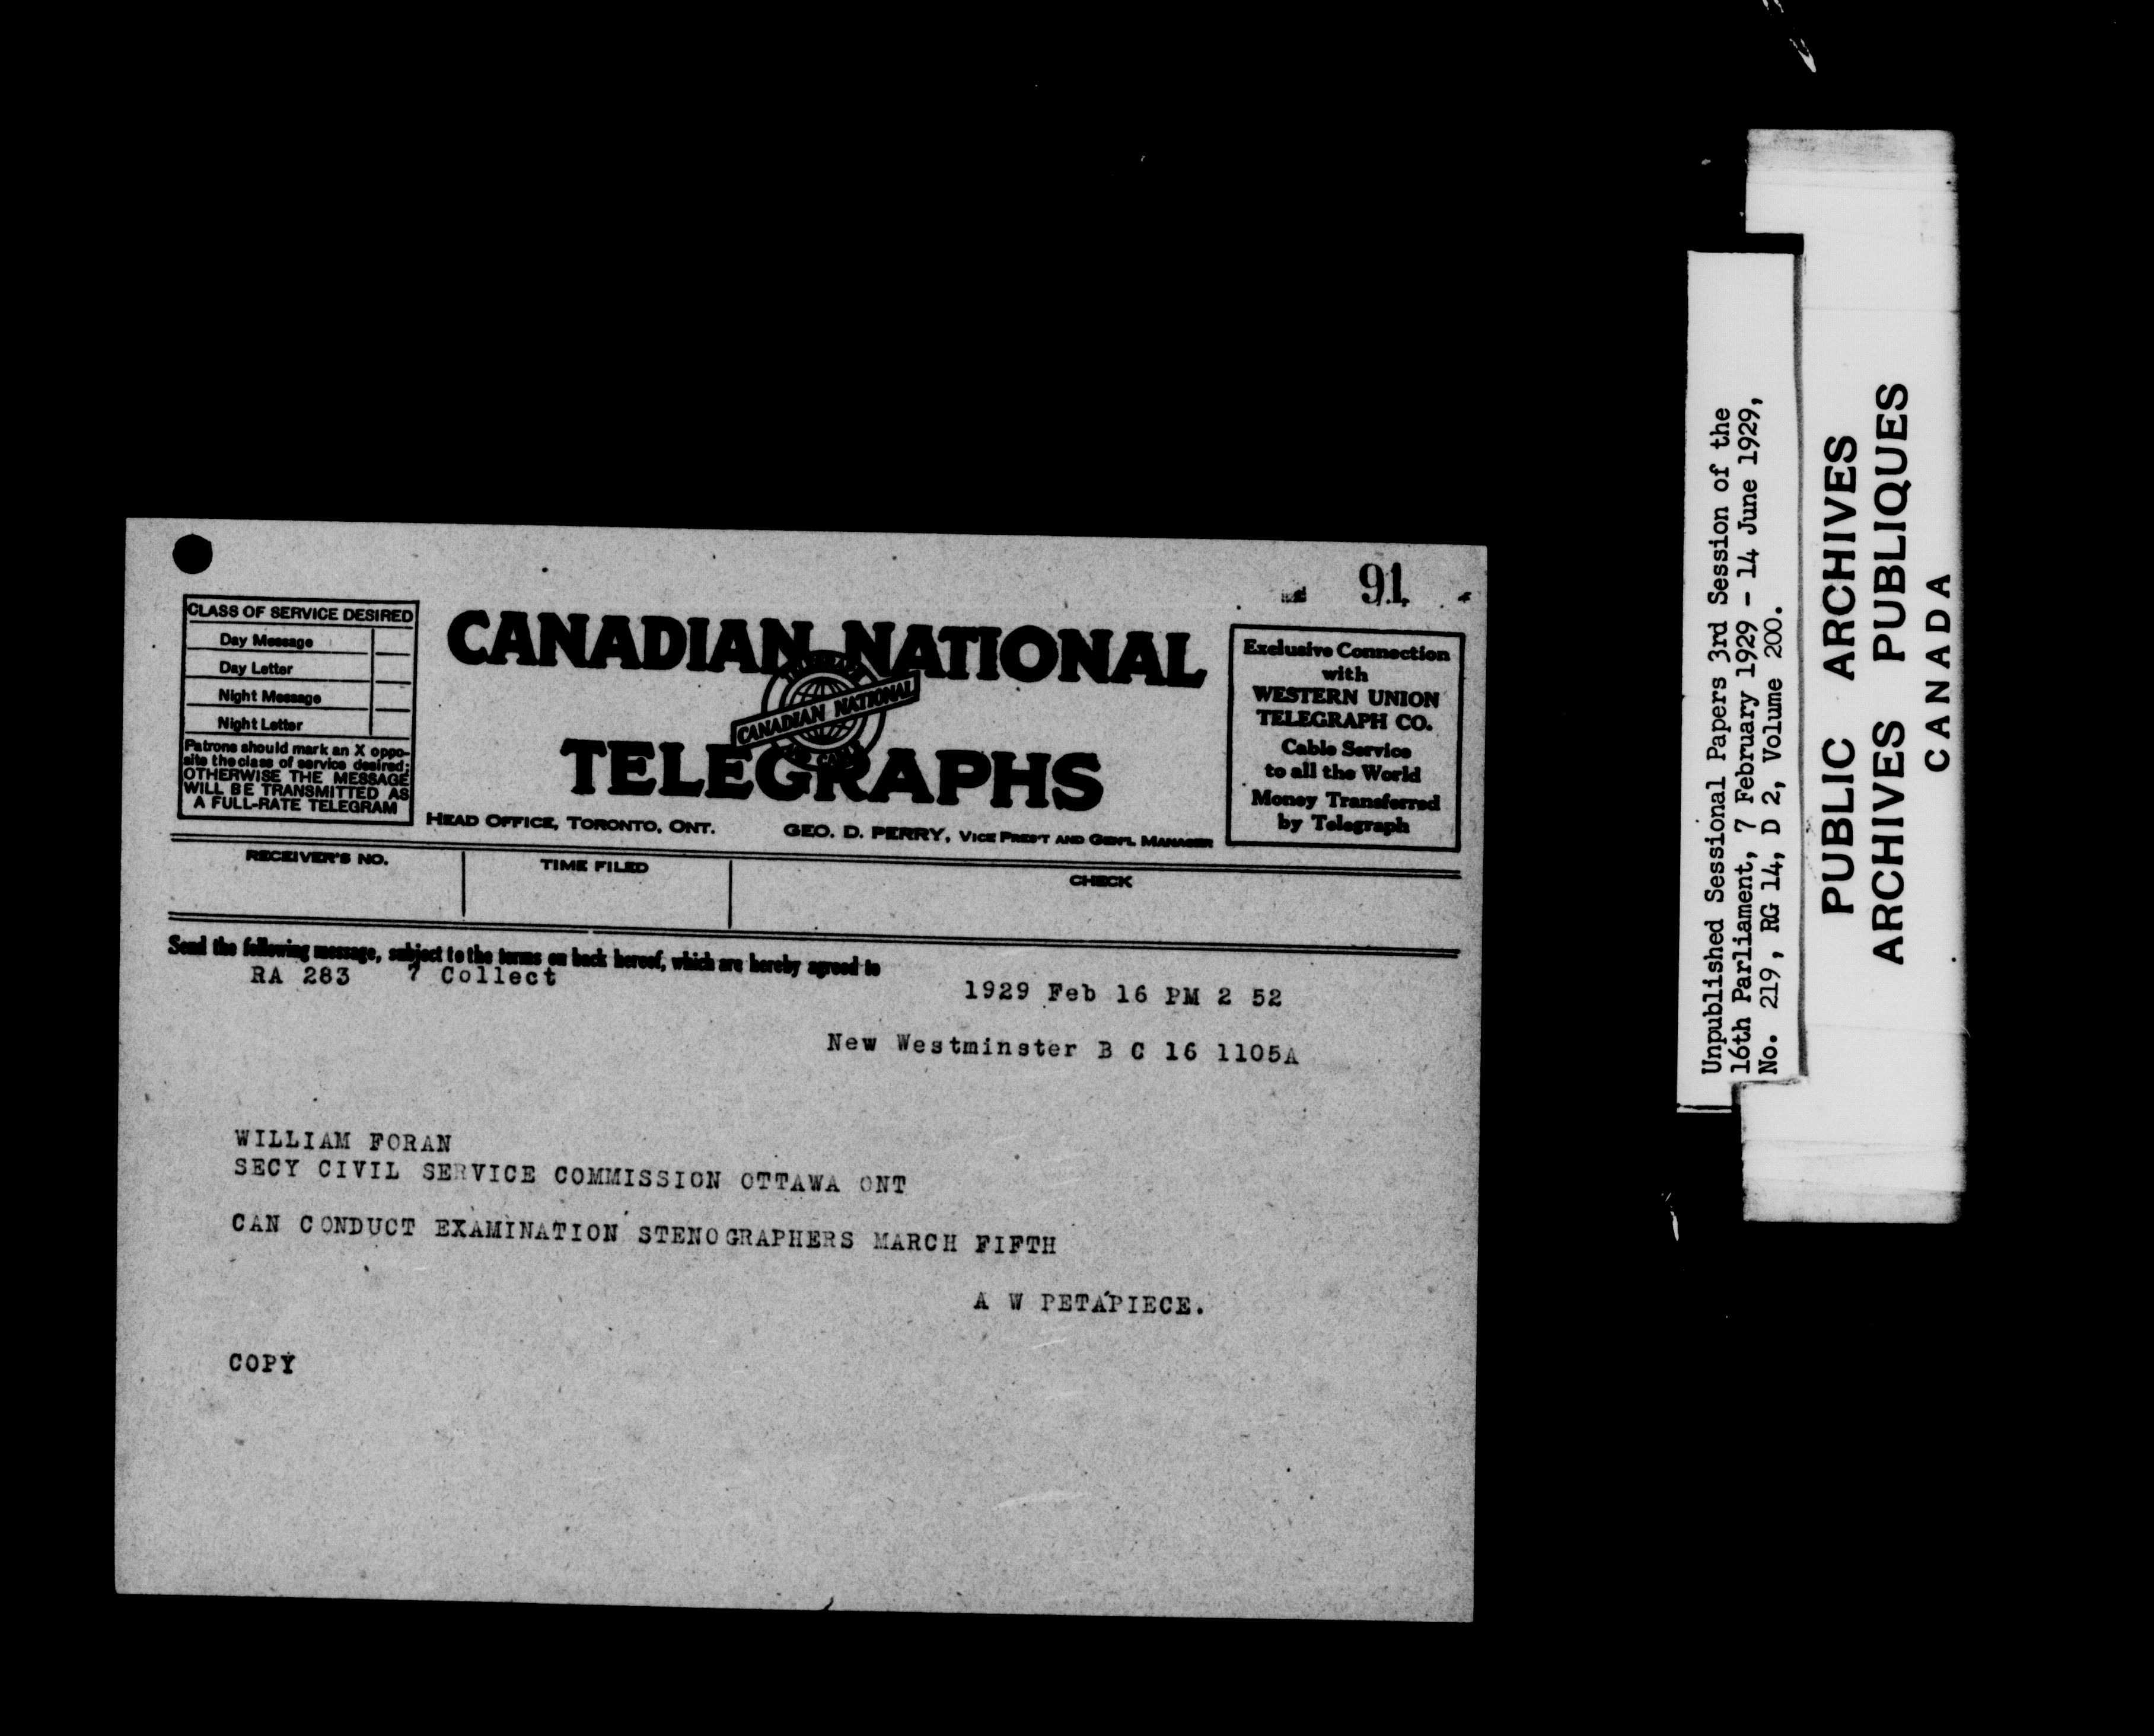 91
CLASS OF SERVICE DESIRED
Day Message
Day Letter
Night Message
Night Letter
Patrons should mark an X oppo-
site the class of service desired;
OTHERWISE THE MESSAGE
WILL BE TRANSMITTED AS
A FULL-RATE TELEGRAM
CANADIAN NATIONAL
CANADIAN NATIONAL
TELEGRAPHS
HEAD OFFICE, TORONTO, ONT. GEO. D. PERRY, VICE PRES'T AND GEN'L MANAGER
Exclusive Connection
with
WESTERN UNION
TELEGRAPH CO.
Cable Service
to all the World
Money Transferred
by Telegraph
RECEIVER'S NO. TIME FILED CHECK
Send the following message, subject to the terms on back hereof, which are hereby agreed to
RA 283 7 Collect
1929 Feb 16 PM 2 52
New Westminster B C 16 1105A
WILLIAM FORAN
SECY CIVIL SERVICE COMMISSION OTTAWA ONT
CAN CONDUCT EXAMINATION STENOGRAPHERS MARCH FIFTH
A W PETAPIECE.
COPY
Unpublished Sessional Papers 3rd Session of the
16th Parliament, 7 February 1929 - 14 June 1929,
No. 219, RG 14, D 2, Volume 200.
PUBLIC ARCHIVES
ARCHIVES PUBLIQUES
CANADA